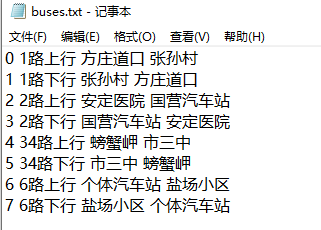 buses.txt - 记事本
文件(F) 编辑(E) 格式(O) 查看(V) 帮助(H)
0 1路上行 方庄道口 张孙村
1 1路下行 张孙村 方庄道口
2 2路上行 安定医院 国营汽车站
3 2路下行 国营汽车站 安定医院
4 34路上行 螃蟹岬 市三中
5 34路下行 市三中 螃蟹岬
6 6路上行 个体汽车站 盐场小区
7 6路下行 盐场小区 个体汽车站